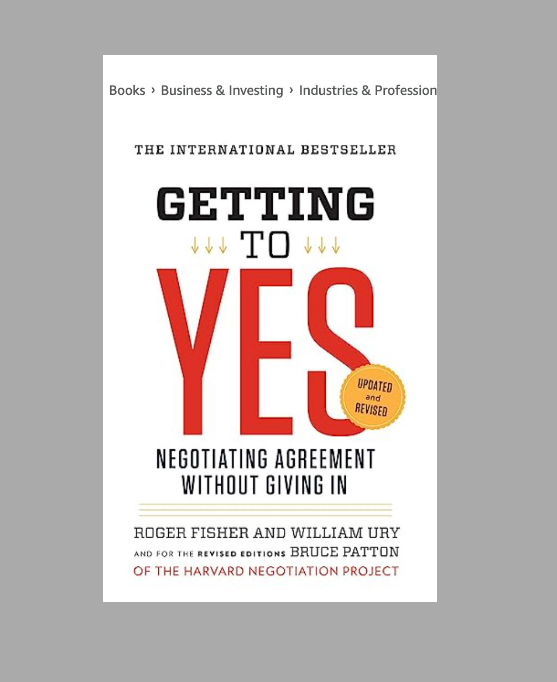 Books › Business & Investing › Industries & Profession
THE INTERNATIONAL BESTSELLER
GETTING
↓↓↓ TO ↓↓↓
YES
UPDATED
and
REVISED
NEGOTIATING AGREEMENT
WITHOUT GIVING IN
ROGER FISHER AND WILLIAM URY
AND FOR THE REVISED EDITIONS BRUCE PATTON
OF THE HARVARD NEGOTIATION PROJECT